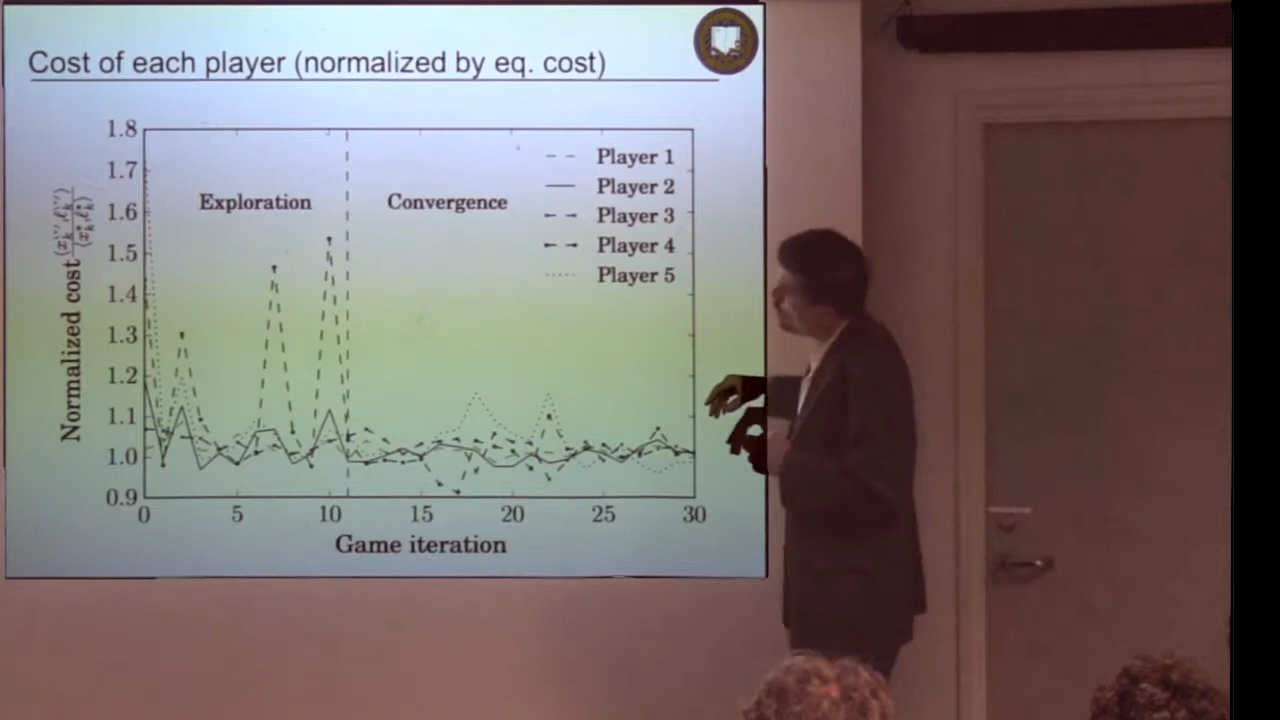 Cost of each player (normalized by eq. cost)
1.8
1.7
1.6
1.5
1.4
1.3
1.2
1.1
1.0
0.9
Normalized cost
Exploration
Convergence
Player 1
Player 2
Player 3
Player 4
Player 5
0 5 10 15 20 25 30
Game iteration